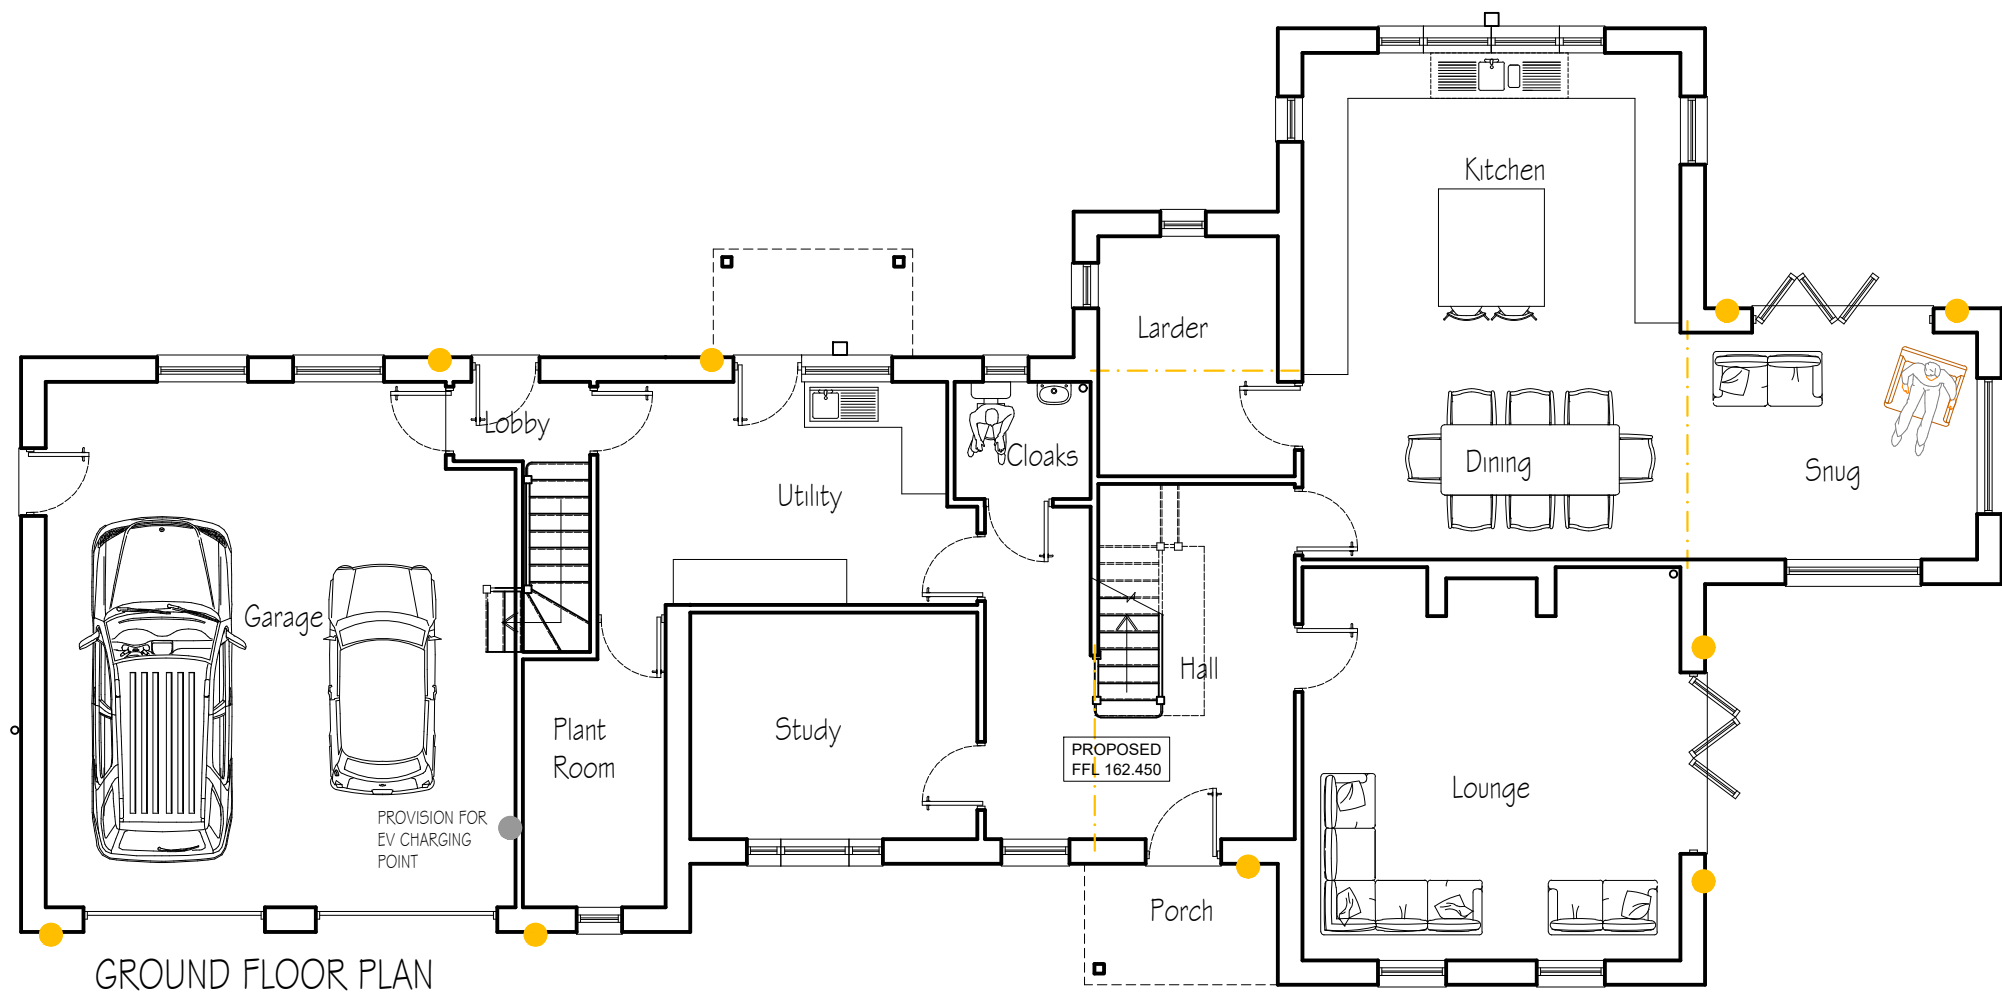 Kitchen
Larder
Lobby
Cloaks
Dining
Snug
Utility
Garage
Hall
Plant
Room
Study
PROPOSED
FFL 162.450
Lounge
PROVISION FOR
EV CHARGING
POINT
Porch
GROUND FLOOR PLAN